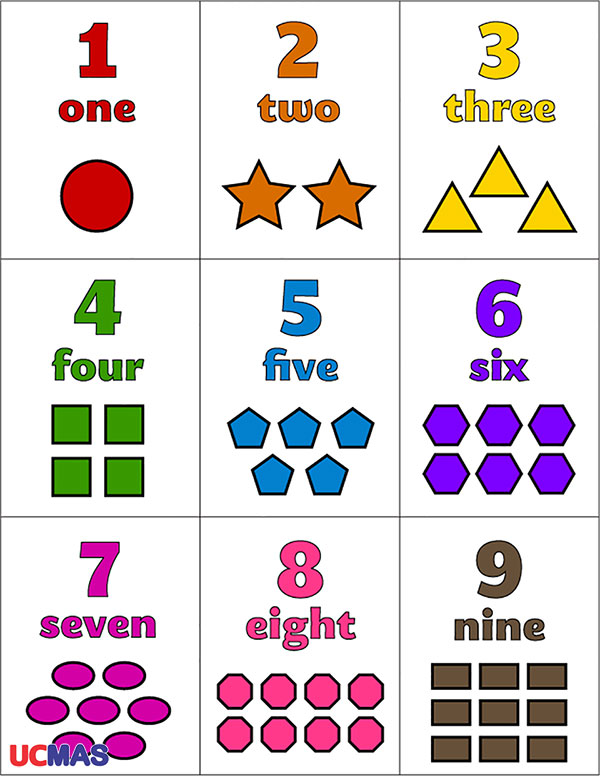 1
one
2
two
3
three
4
four
5
five
6
six
7
seven
8
eight
9
nine
UCMAS